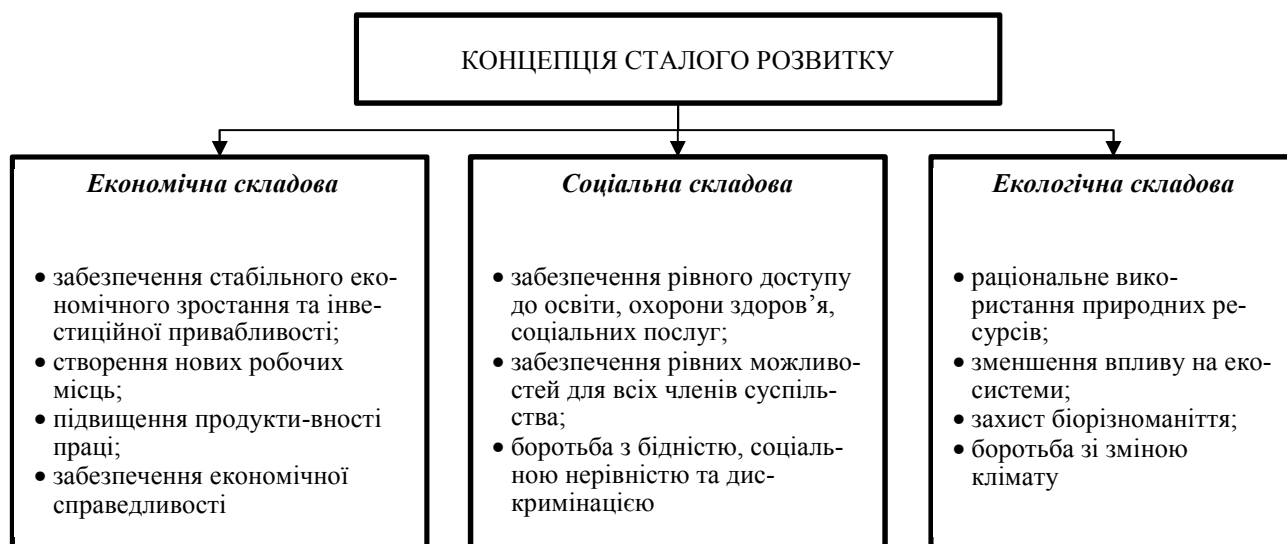 КОНЦЕПЦІЯ СТАЛОГО РОЗВИТКУ
Економічна складова
• забезпечення стабільного еко-
номічного зростання та інве-
стиційної привабливості;
• створення нових робочих
місць;
• підвищення продукти-вності
праці;
• забезпечення економічної
справедливості
Соціальна складова
• забезпечення рівного доступу
до освіти, охорони здоров’я,
соціальних послуг;
• забезпечення рівних можливо-
стей для всіх членів суспіль-
ства;
• боротьба з бідністю, соціаль-
ною нерівністю та дис-
кримінацією
Екологічна складова
• раціональне вико-
ристання природних ре-
сурсів;
• зменшення впливу на еко-
системи;
• захист біорізноманіття;
• боротьба зі зміною
клімату